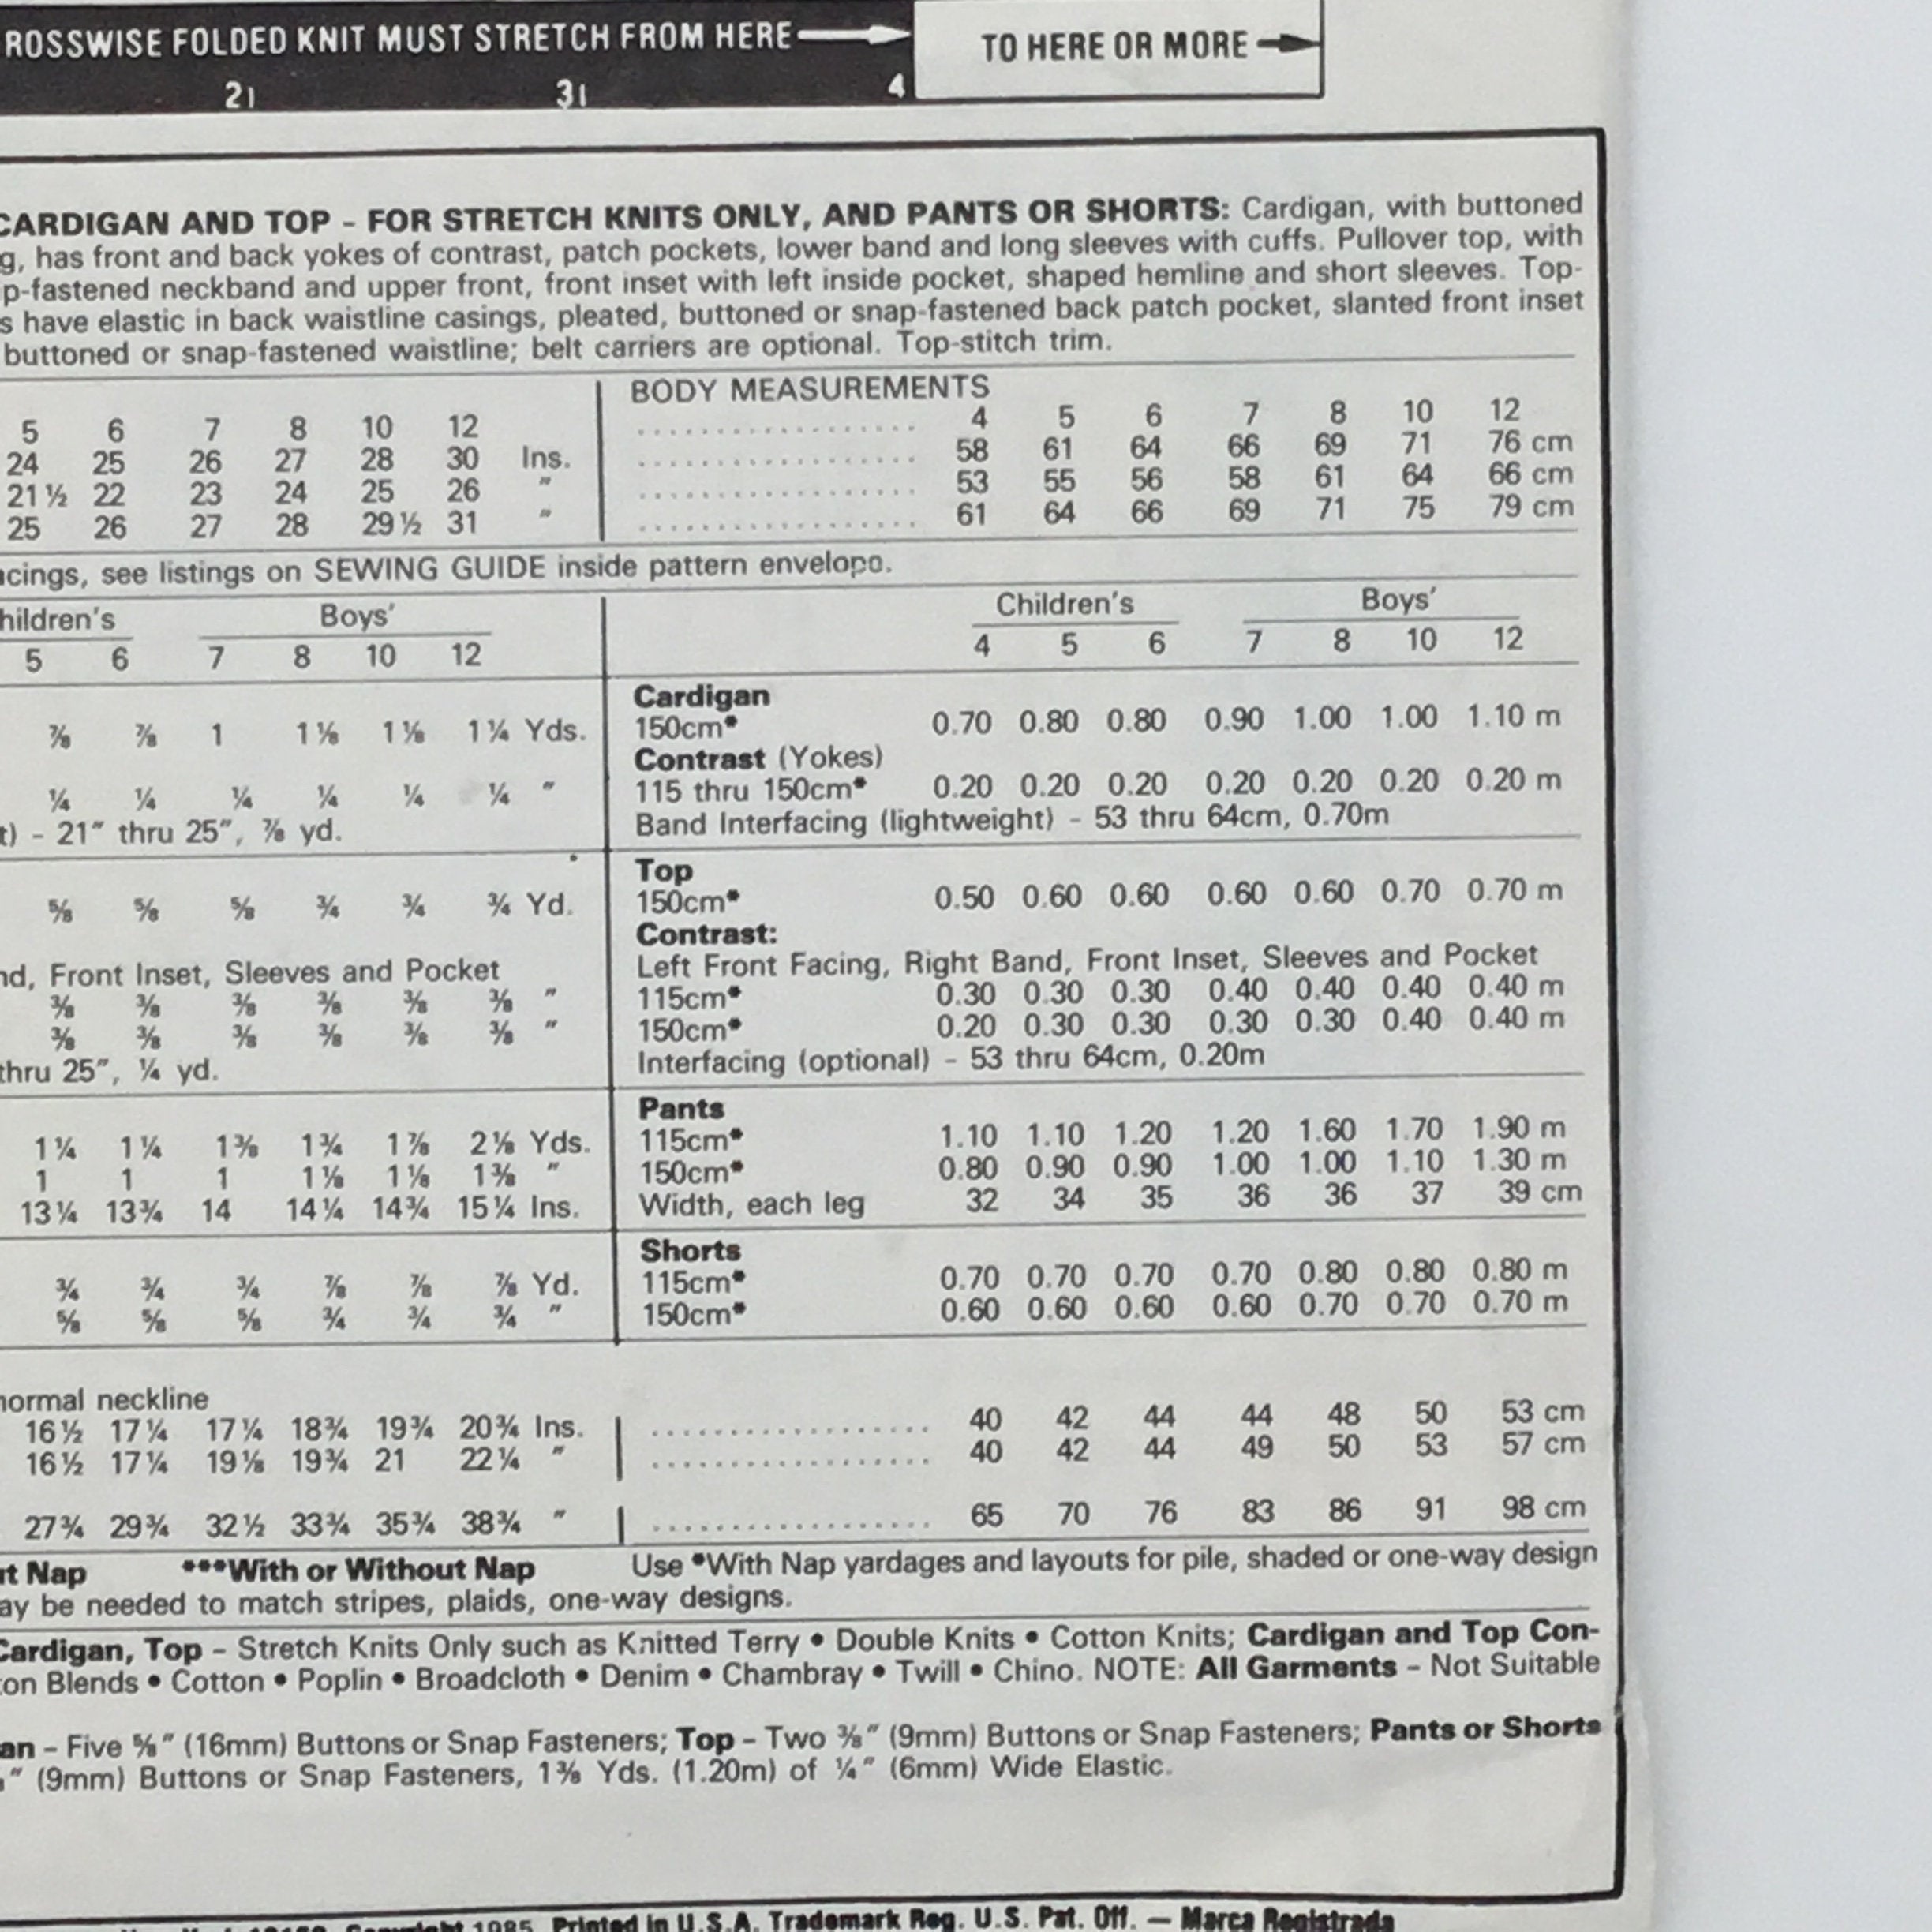 ROSSWISE FOLDED KNIT MUST STRETCH FROM HERE TO HERE OR MORE
2 3 4
CARDIGAN AND TOP – FOR STRETCH KNITS ONLY, AND PANTS OR SHORTS: Cardigan, with buttoned
g, has front and back yokes of contrast, patch pockets, lower band and long sleeves with cuffs. Pullover top, with
p-fastened neckband and upper front, front inset with left inside pocket, shaped hemline and short sleeves. Top-
s have elastic in back waistline casings, pleated, buttoned or snap-fastened back patch pocket, slanted front inset
buttoned or snap-fastened waistline; belt carriers are optional. Top-stitch trim.
BODY MEASUREMENTS
5 6 7 8 10 12 .................. 4 5 6 7 8 10 12
24 25 26 27 28 30 Ins. .................. 58 61 64 66 69 71 76 cm
21½ 22 23 24 25 26 " .................. 53 55 56 58 61 64 66 cm
25 26 27 28 29½ 31 " .................. 61 64 66 69 71 75 79 cm
cings, see listings on SEWING GUIDE inside pattern envelope.
hildren's Boys' Children's Boys'
5 6 7 8 10 12 4 5 6 7 8 10 12
Cardigan
⅞ ⅞ 1 1⅛ 1⅛ 1¼ Yds. 150cm* 0.70 0.80 0.80 0.90 1.00 1.00 1.10 m
Contrast (Yokes)
¼ ¼ ¼ ¼ ¼ ¼ " 115 thru 150cm* 0.20 0.20 0.20 0.20 0.20 0.20 0.20 m
t) – 21" thru 25", ⅞ yd. Band Interfacing (lightweight) – 53 thru 64cm, 0.70m
Top
⅝ ⅝ ⅝ ¾ ¾ ¾ Yd. 150cm* 0.50 0.60 0.60 0.60 0.60 0.70 0.70 m
Contrast:
nd, Front Inset, Sleeves and Pocket Left Front Facing, Right Band, Front Inset, Sleeves and Pocket
⅜ ⅜ ⅜ ⅜ ⅜ ⅜ " 115cm* 0.30 0.30 0.30 0.40 0.40 0.40 0.40 m
⅜ ⅜ ⅜ ⅜ ⅜ ⅜ " 150cm* 0.20 0.30 0.30 0.30 0.30 0.40 0.40 m
thru 25", ¼ yd. Interfacing (optional) – 53 thru 64cm, 0.20m
Pants
1¼ 1¼ 1⅜ 1¾ 1⅞ 2⅛ Yds. 115cm* 1.10 1.10 1.20 1.20 1.60 1.70 1.90 m
1 1 1 1⅛ 1⅛ 1⅜ " 150cm* 0.80 0.90 0.90 1.00 1.00 1.10 1.30 m
13¼ 13¾ 14 14¼ 14¾ 15¼ Ins. Width, each leg 32 34 35 36 36 37 39 cm
Shorts
¾ ¾ ¾ ⅞ ⅞ ⅞ Yd. 115cm* 0.70 0.70 0.70 0.70 0.80 0.80 0.80 m
⅝ ⅝ ⅝ ¾ ¾ ¾ " 150cm* 0.60 0.60 0.60 0.60 0.70 0.70 0.70 m
normal neckline
16½ 17¼ 17¼ 18¾ 19¾ 20¾ Ins. .................. 40 42 44 44 48 50 53 cm
16½ 17¼ 19⅛ 19¾ 21 22¼ " .................. 40 42 44 49 50 53 57 cm
27¾ 29¾ 32½ 33¾ 35¾ 38¾ " .................. 65 70 76 83 86 91 98 cm
t Nap ***With or Without Nap Use *With Nap yardages and layouts for pile, shaded or one-way design
ay be needed to match stripes, plaids, one-way designs.
Cardigan, Top – Stretch Knits Only such as Knitted Terry • Double Knits • Cotton Knits; Cardigan and Top Con-
on Blends • Cotton • Poplin • Broadcloth • Denim • Chambray • Twill • Chino. NOTE: All Garments – Not Suitable
an – Five ⅝" (16mm) Buttons or Snap Fasteners; Top – Two ⅜" (9mm) Buttons or Snap Fasteners; Pants or Shorts
" (9mm) Buttons or Snap Fasteners, 1⅜ Yds. (1.20m) of ¼" (6mm) Wide Elastic.
Copyright 1985, Printed in U.S.A. Trademark Reg. U.S. Pat. Off. — Marca Registrada